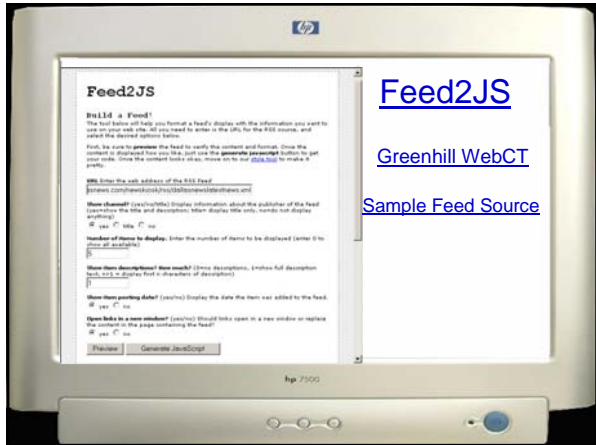 hp
Feed2JS
Build a Feed!
The tool below will help you format a feed's display with the information you want to
use on your web site. All you need to enter is the URL for the RSS source, and
select the desired options below.
First, be sure to preview the feed to verify the content and format. Once the
content is displayed how you like, just use the generate javascript button to get
your code. Once the content looks okay, move on to our style tool to make it
pretty.
URL Enter the web address of the RSS Feed
Show channel? (yes/no/title) Display information about the publisher of the feed
(yes=show the title and description; title= display title only, no=do not display
anything)
yes title no
Number of items to display. Enter the number of items to be displayed (enter 0 to
show all available)
5
Show item descriptions? How much? (0=no descriptions, 1=show full description
text, n>1 = display first n characters of description)
1
Show item posting date? (yes/no) Display the date the item was added to the feed.
yes no
Open links in a new window? (yes/no) Should links open in a new window or replace
the content in the page containing the feed?
yes no
Preview Generate JavaScript
Feed2JS
Greenhill WebCT
Sample Feed Source
hp 7500